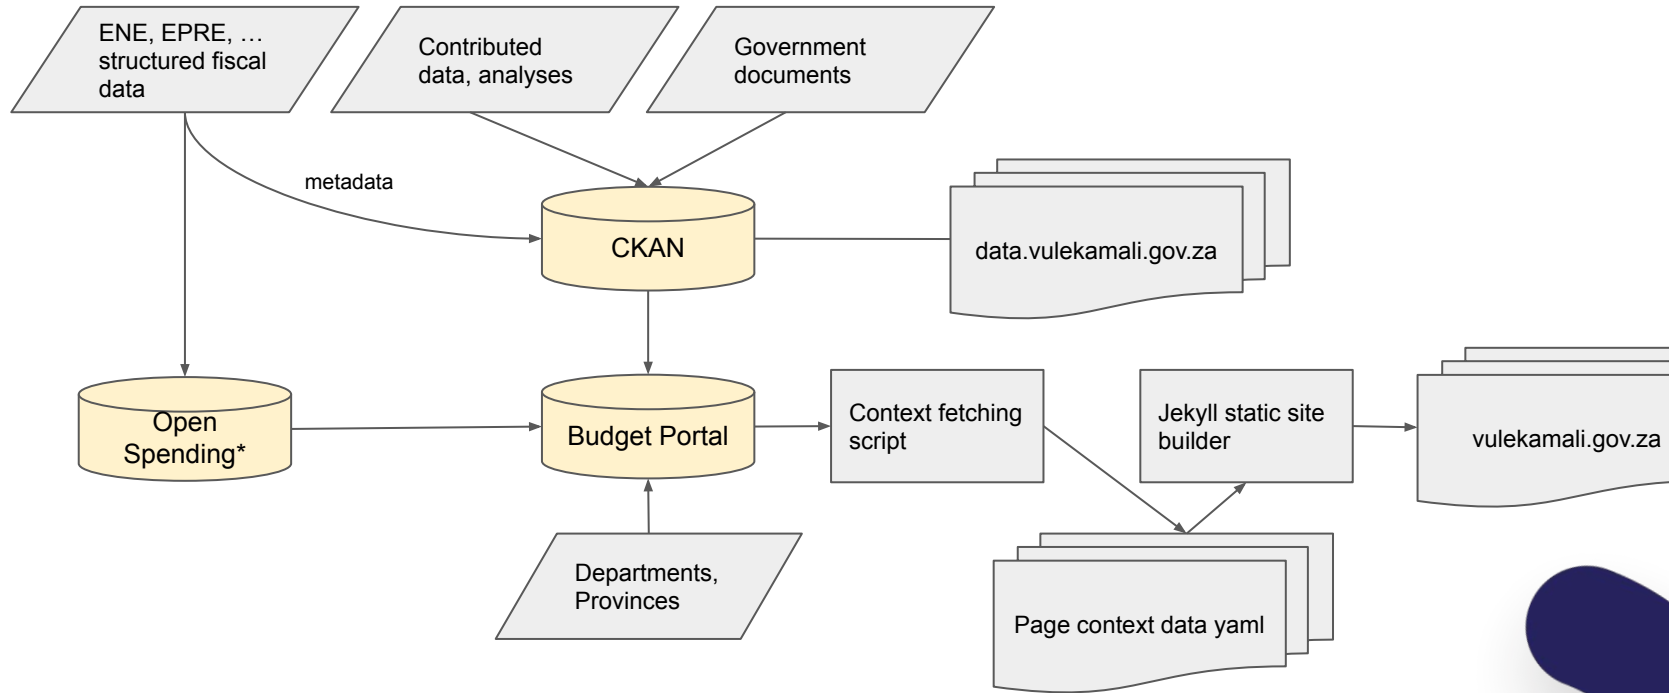 ENE, EPRE, …
structured fiscal
data
Contributed
data, analyses
Government
documents
metadata
CKAN
data.vulekamali.gov.za
Open
Spending*
Budget Portal
Context fetching
script
Jekyll static site
builder
vulekamali.gov.za
Departments,
Provinces
Page context data yaml